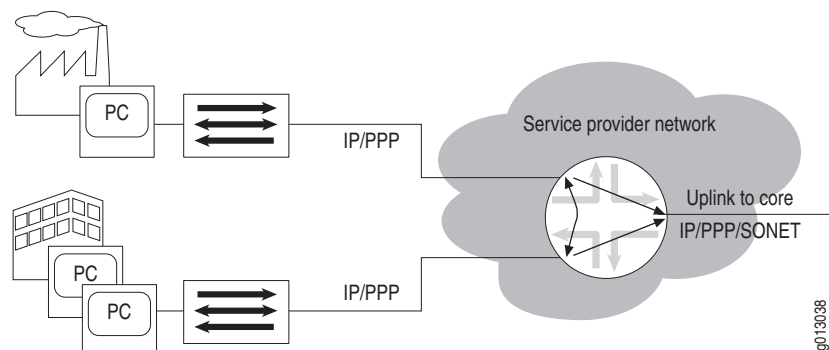 PC
IP/PPP
Service provider network
Uplink to core
IP/PPP/SONET
PC
PC
IP/PPP
g013038